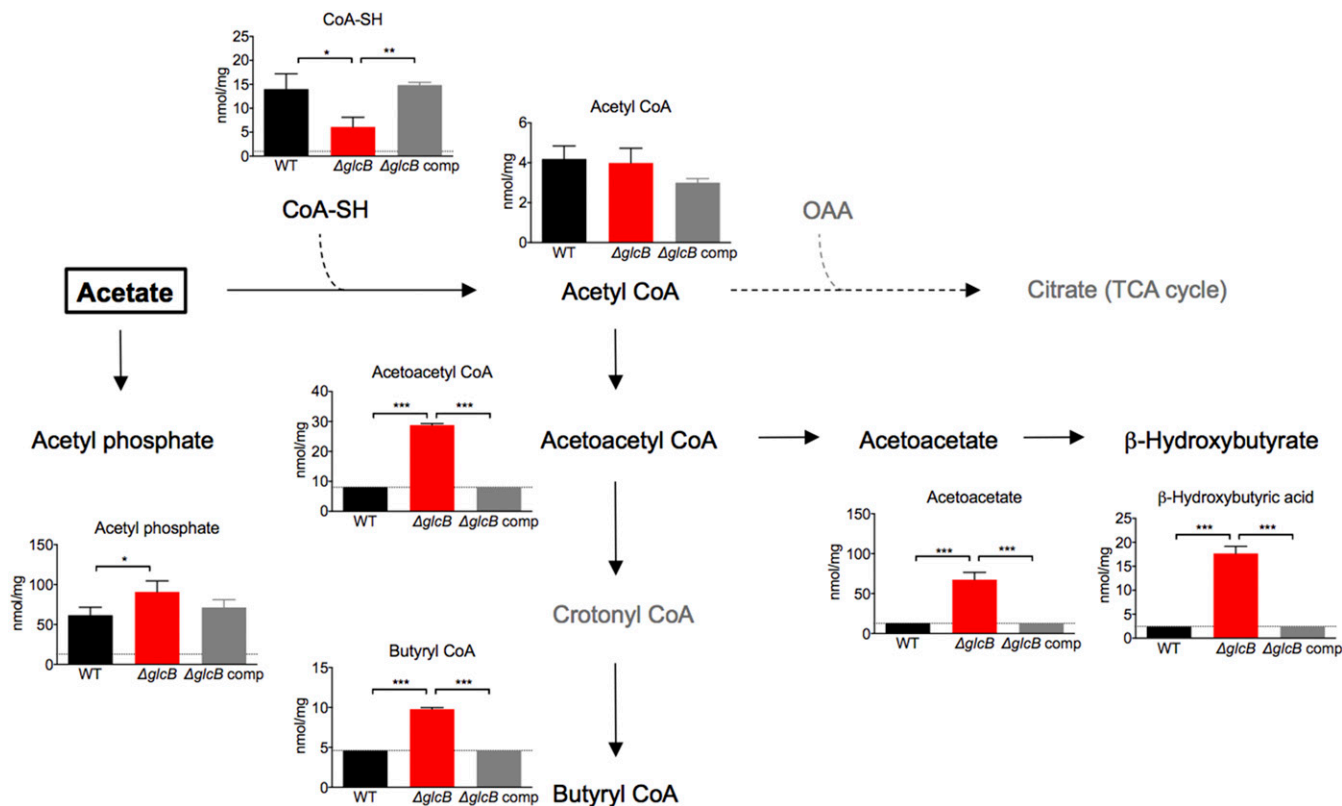 CoA-SH
nmol/mg
25
20
15
10
5
0
*
**
WT
ΔglcB
ΔglcB comp
Acetyl CoA
nmol/mg
6
4
2
0
WT
ΔglcB
ΔglcB comp
CoA-SH
OAA
Acetate
Acetyl CoA
Citrate (TCA cycle)
Acetoacetyl CoA
nmol/mg
40
30
20
10
0
***
***
WT
ΔglcB
ΔglcB comp
Acetyl phosphate
Acetoacetyl CoA
Acetoacetate
β-Hydroxybutyrate
Acetyl phosphate
nmol/mg
150
100
50
0
*
WT
ΔglcB
ΔglcB comp
Acetoacetate
nmol/mg
150
100
50
0
***
***
WT
ΔglcB
ΔglcB comp
β-Hydroxybutyric acid
nmol/mg
25
20
15
10
5
0
***
***
WT
ΔglcB
ΔglcB comp
Crotonyl CoA
Butyryl CoA
nmol/mg
15
10
5
0
***
***
WT
ΔglcB
ΔglcB comp
Butyryl CoA